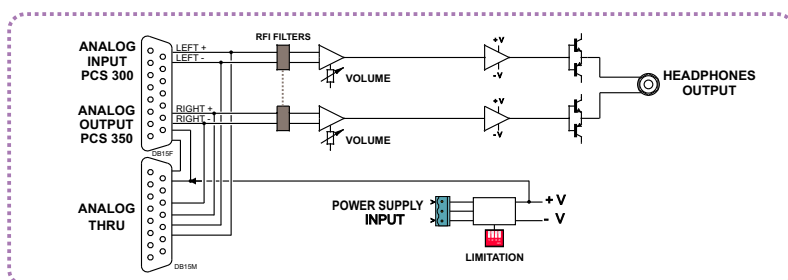 ANALOG
INPUT
PCS 300
ANALOG
OUTPUT
PCS 350
DB15F
LEFT +
LEFT -
RIGHT +
RIGHT -
RFI FILTERS
VOLUME
VOLUME
+V
-V
+V
-V
HEADPHONES
OUTPUT
ANALOG
THRU
DB15M
POWER SUPPLY
INPUT
+ V
- V
LIMITATION